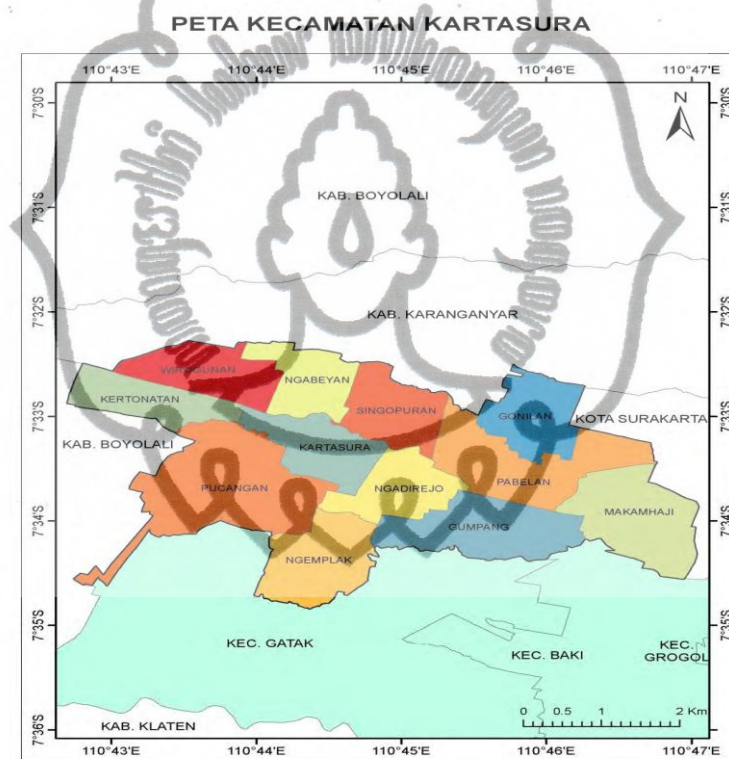 PETA KECAMATAN KARTASURA
110°43'E 110°44'E 110°45'E 110°46'E 110°47'E
N
7°30'S 7°30'S
KAB. BOYOLALI
7°31'S 7°31'S
7°32'S 7°32'S
KAB. KARANGANYAR
WIROGUNAN
NGABEYAN
KERTONATAN
SINGOPURAN
GONILAN
KOTA SURAKARTA
7°33'S 7°33'S
KAB. BOYOLALI
KARTASURA
PUCANGAN
NGADIREJO
PABELAN
MAKAMHAJI
GUMPANG
7°34'S 7°34'S
NGEMPLAK
7°35'S 7°35'S
KEC. GATAK
KEC. BAKI
KEC.
GROGOL
0 0.5 1 2 Km
7°36'S 7°36'S
KAB. KLATEN
110°43'E 110°44'E 110°45'E 110°46'E 110°47'E